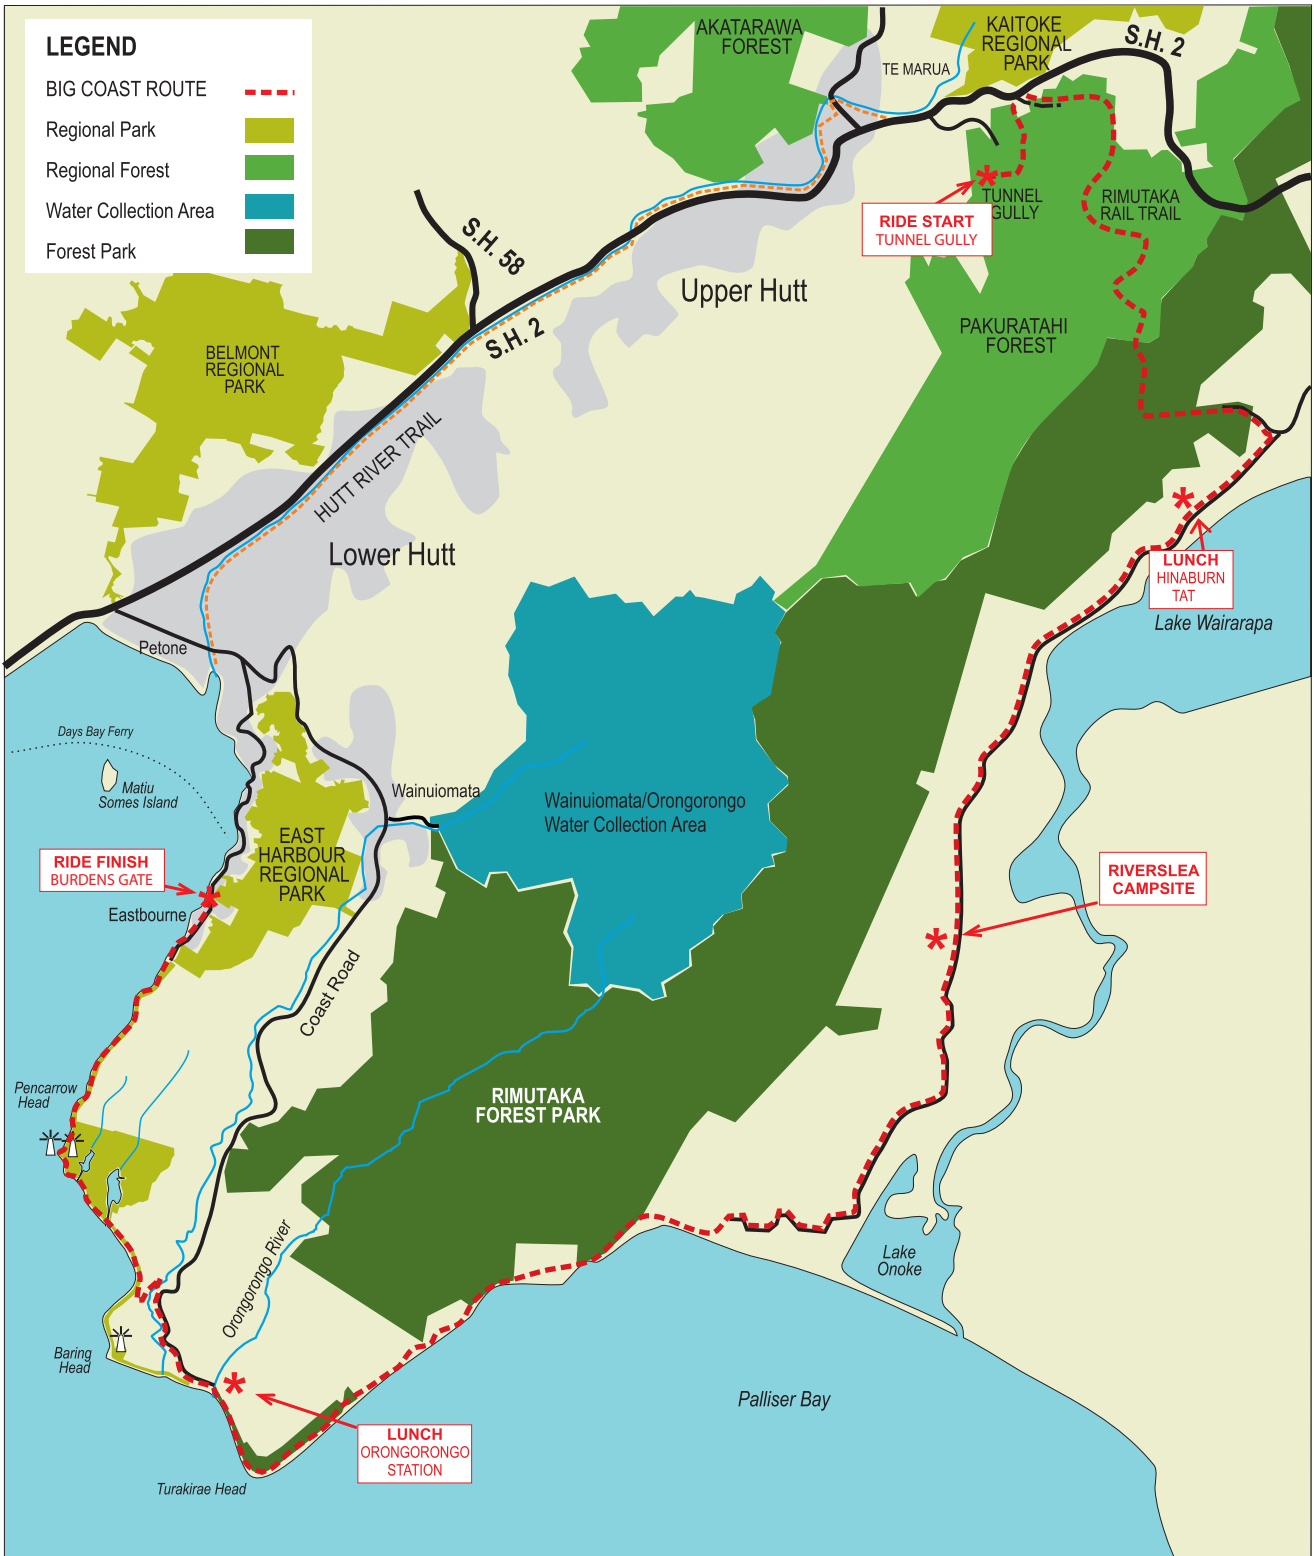 LEGEND
BIG COAST ROUTE
Regional Park
Regional Forest
Water Collection Area
Forest Park
AKATARAWA
FOREST
KAITOKE
REGIONAL
PARK
S.H. 2
TE MARUA
RIDE START
TUNNEL GULLY
TUNNEL
GULLY
RIMUTAKA
RAIL TRAIL
S.H. 58
S.H. 2
Upper Hutt
PAKURATAHI
FOREST
BELMONT
REGIONAL
PARK
HUTT RIVER TRAIL
Lower Hutt
LUNCH
HINABURN
TAT
Lake Wairarapa
Petone
Days Bay Ferry
Matiu
Somes Island
Wainuiomata
Wainuiomata/Orongorongo
Water Collection Area
EAST
HARBOUR
REGIONAL
PARK
RIDE FINISH
BURDENS GATE
Eastbourne
RIVERSLEA
CAMPSITE
Coast Road
Pencarrow
Head
RIMUTAKA
FOREST PARK
Orongorongo River
Lake
Onoke
Baring
Head
LUNCH
ORONGORONGO
STATION
Palliser Bay
Turakirae Head